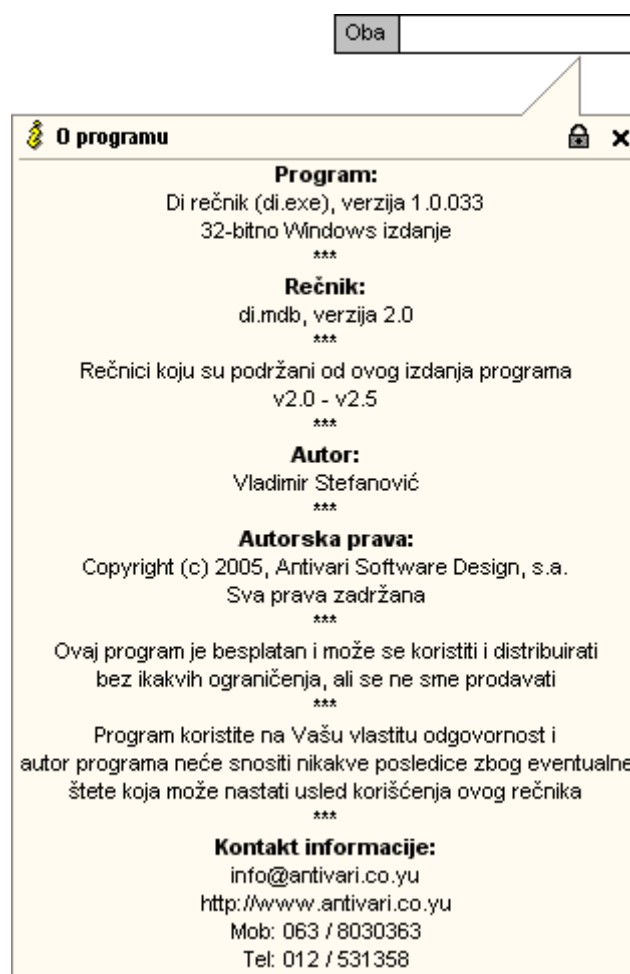 Oba
O programu
Program:
Di rečnik (di.exe), verzija 1.0.033
32-bitno Windows izdanje
***
Rečnik:
di.mdb, verzija 2.0
***
Rečnici koju su podržani od ovog izdanja programa
v2.0 - v2.5
***
Autor:
Vladimir Stefanović
***
Autorska prava:
Copyright (c) 2005, Antivari Software Design, s.a.
Sva prava zadržana
***
Ovaj program je besplatan i može se koristiti i distribuirati
bez ikakvih ograničenja, ali se ne sme prodavati
***
Program koristite na Vašu vlastitu odgovornost i
autor programa neće snositi nikakve posledice zbog eventualne
štete koja može nastati usled korišćenja ovog rečnika
***
Kontakt informacije:
info@antivari.co.yu
http://www.antivari.co.yu
Mob: 063 / 8030363
Tel: 012 / 531358